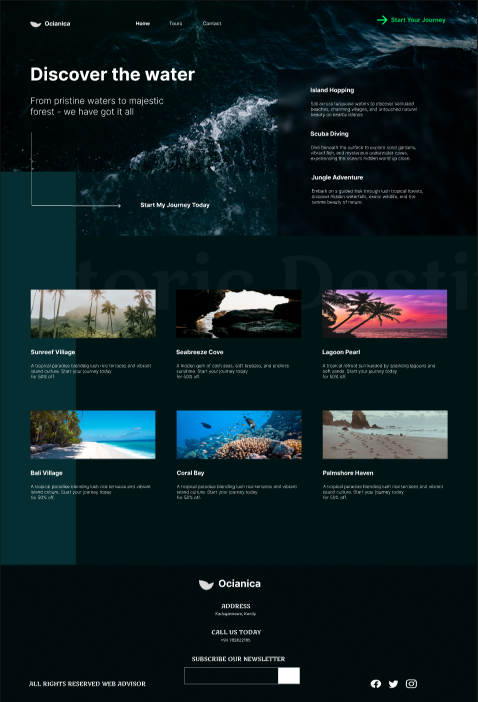 Ocianica
Home Tours Contact
Start Your Journey
Discover the water
From pristine waters to majestic
forest - we have got it all
Start My Journey Today
Island Hopping
Sail across turquoise waters to discover secluded
beaches, charming villages, and untouched natural
beauty on nearby islands.
Scuba Diving
Dive beneath the surface to explore coral gardens,
vibrant fish, and mysterious underwater caves,
experiencing the ocean's hidden world up close.
Jungle Adventure
Embark on a guided trek through lush tropical forests,
discover hidden waterfalls, exotic wildlife, and the
serene beauty of nature.
Sunreef Village
A tropical paradise blending lush rice terraces and vibrant
island culture. Start your journey today
for 50% off.
Seabreeze Cove
A hidden gem of calm seas, soft breezes, and endless
sunshine. Start your journey today
for 50% off.
Lagoon Pearl
A tropical retreat surrounded by sparkling lagoons and
soft sands. Start your journey today
for 50% off.
Bali Village
A tropical paradise blending lush rice terraces and vibrant
island culture. Start your journey today
for 50% off.
Coral Bay
A tropical paradise blending lush rice terraces and vibrant
island culture. Start your journey today
for 50% off.
Palmshore Haven
A tropical paradise blending lush rice terraces and vibrant
island culture. Start your journey today
for 50% off.
Ocianica
ADDRESS
Kandy
CALL US TODAY
SUBSCRIBE OUR NEWSLETTER
ALL RIGHTS RESERVED WEB ADVISOR